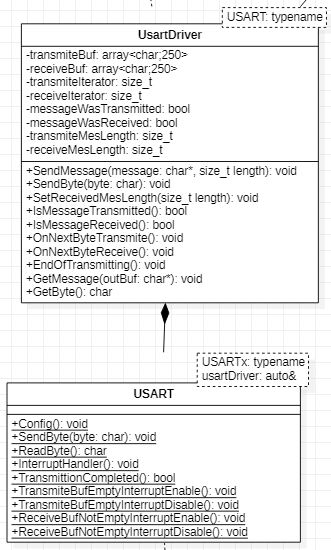 USART: typename
UsartDriver
-transmiteBuf: array<char;250>
-receiveBuf: array<char;250>
-transmiteIterator: size_t
-receiveIterator: size_t
-messageWasTransmitted: bool
-messageWasReceived: bool
-transmiteMesLength: size_t
-receiveMesLength: size_t
+SendMessage(message: char*, size_t length): void
+SendByte(byte: char): void
+SetReceivedMesLength(size_t length): void
+IsMessageTransmitted(): bool
+IsMessageReceived(): bool
+OnNextByteTransmite(): void
+OnNextByteReceive(): void
+EndOfTransmitting(): void
+GetMessage(outBuf: char*): void
+GetByte(): char
USARTx: typename
usartDriver: auto&
USART
+Config(): void
+SendByte(byte: char): void
+ReadByte(): char
+InterruptHandler(): void
+TransmittionCompleted(): bool
+TransmiteBufEmptyInterruptEnable(): void
+TransmiteBufEmptyInterruptDisable(): void
+ReceiveBufNotEmptyInterruptEnable(): void
+ReceiveBufNotEmptyInterruptDisable(): void